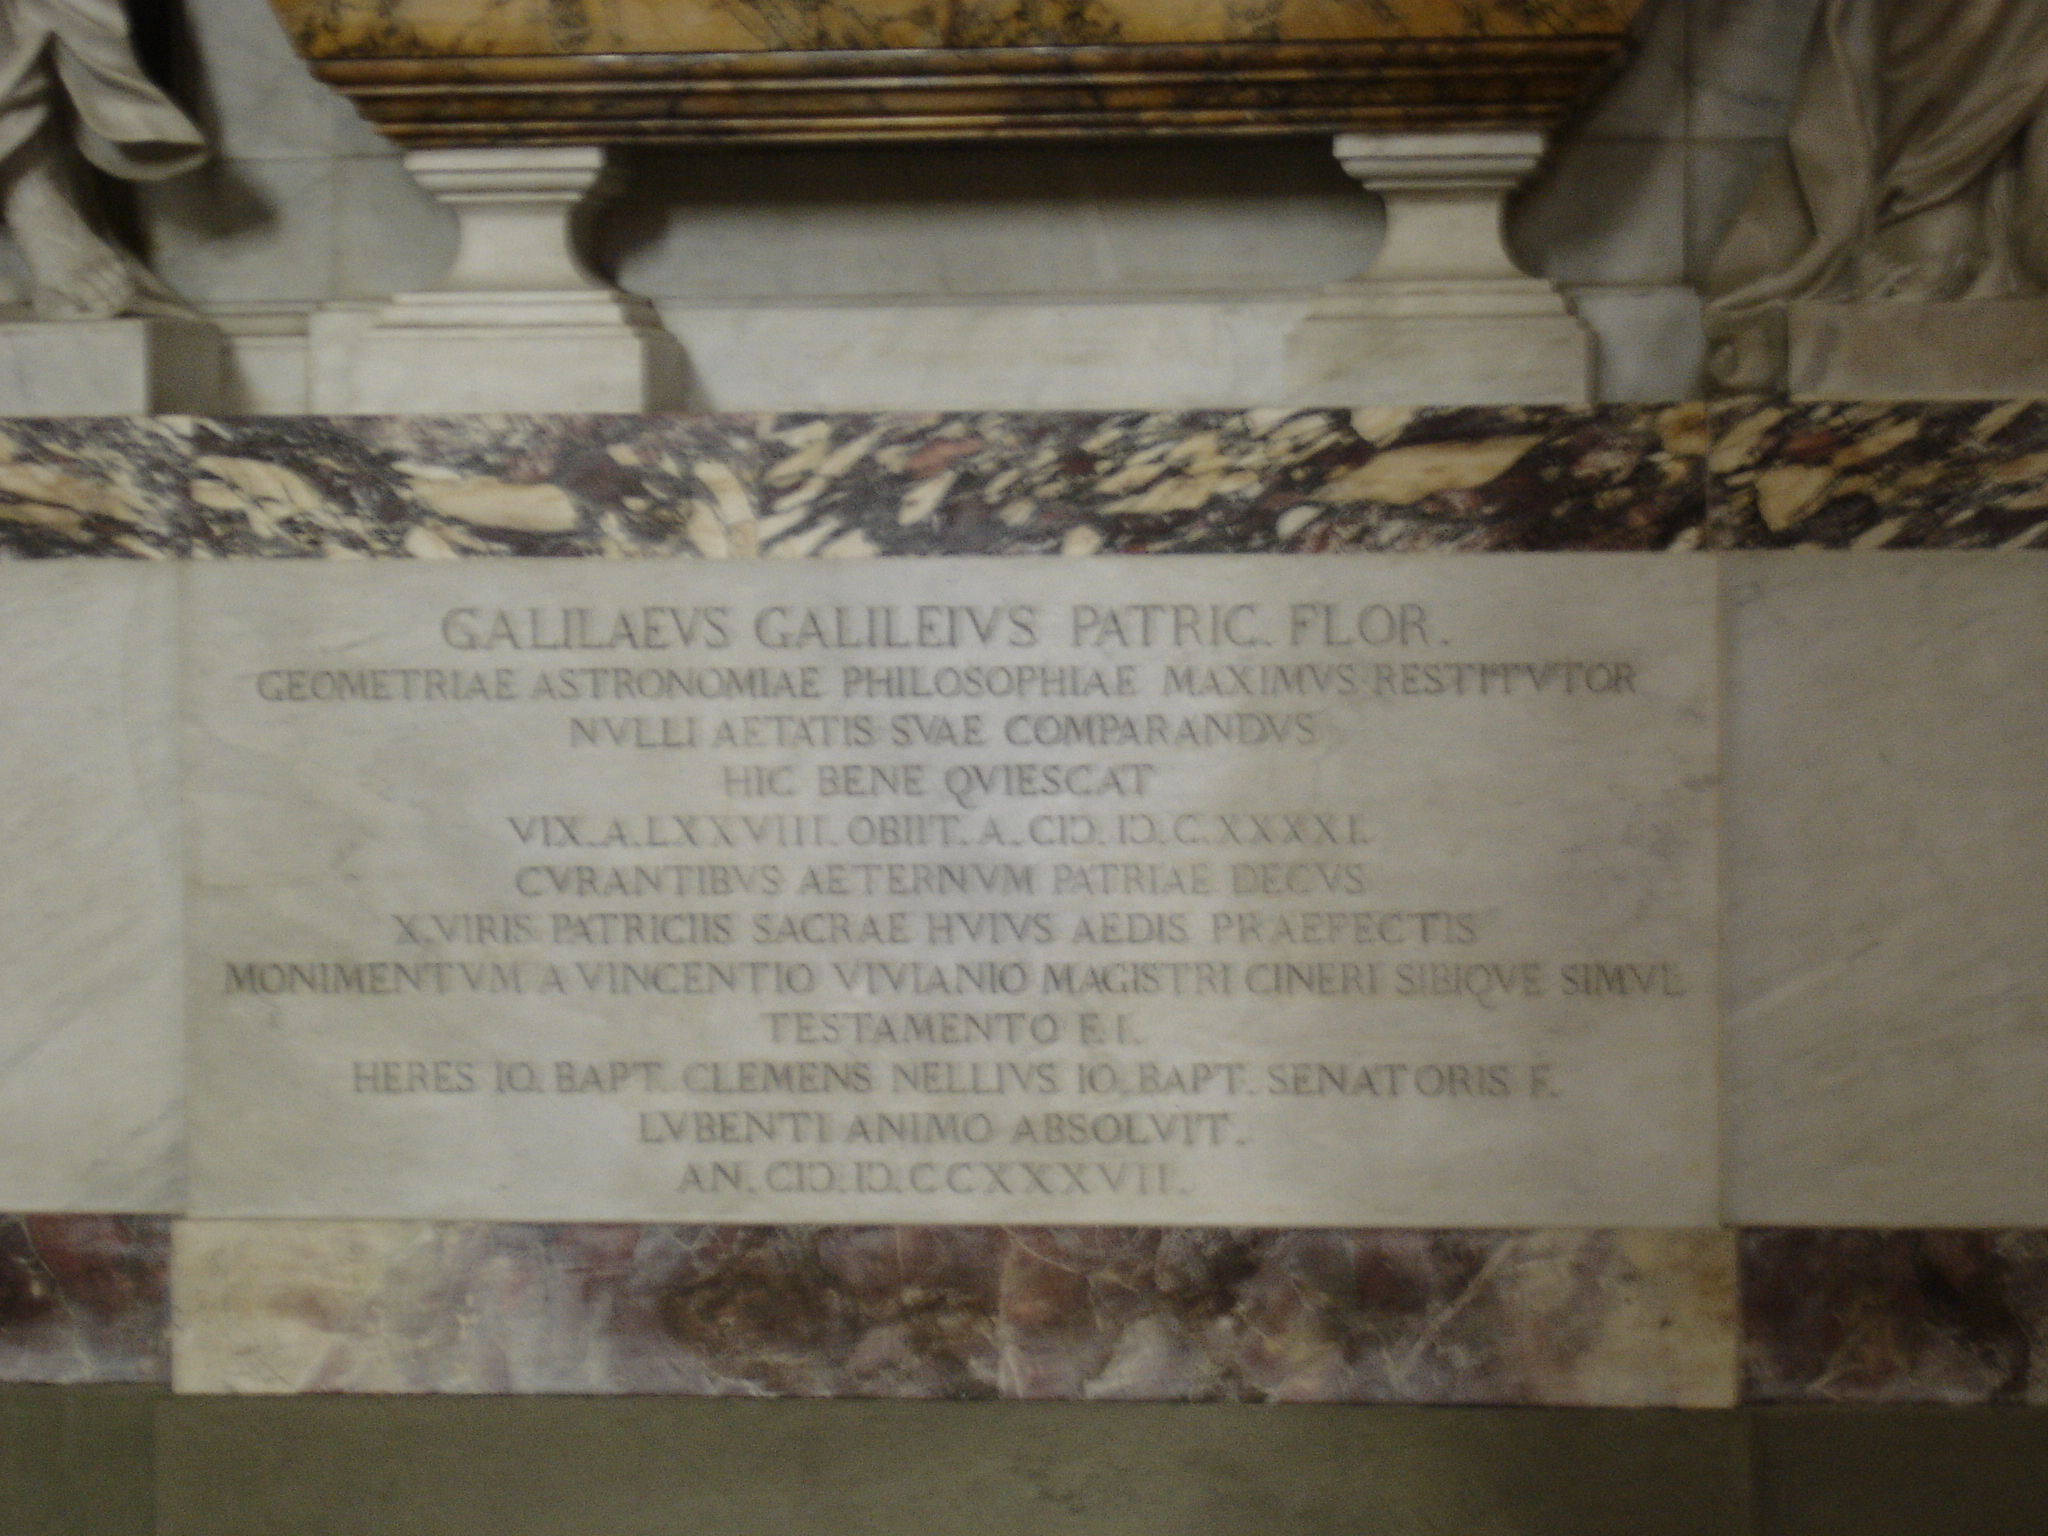 GALILAEVS GALILEIVS PATRIC. FLOR.
GEOMETRIAE ASTRONOMIAE PHILOSOPHIAE MAXIMVS RESTITVTOR
NVLLI AETATIS SVAE COMPARANDVS
HIC BENE QVIESCAT
VIX. A. LXXVIII. OBIIT. A. CIↃ. IↃ. C. XXXXI.
CVRANTIBVS AETERNVM PATRIAE DECVS
X. VIRIS PATRICIIS SACRAE HVIVS AEDIS PRAEFECTIS
MONIMENTVM A VINCENTIO VIVIANIO MAGISTRI CINERI SIBIQVE SIMVL
TESTAMENTO F. I.
HERES IO. BAPT. CLEMENS NELLIVS IO. BAPT. SENATORIS F.
LVBENTI ANIMO ABSOLVIT.
AN. CIↃ. IↃ. CCXXXVII.